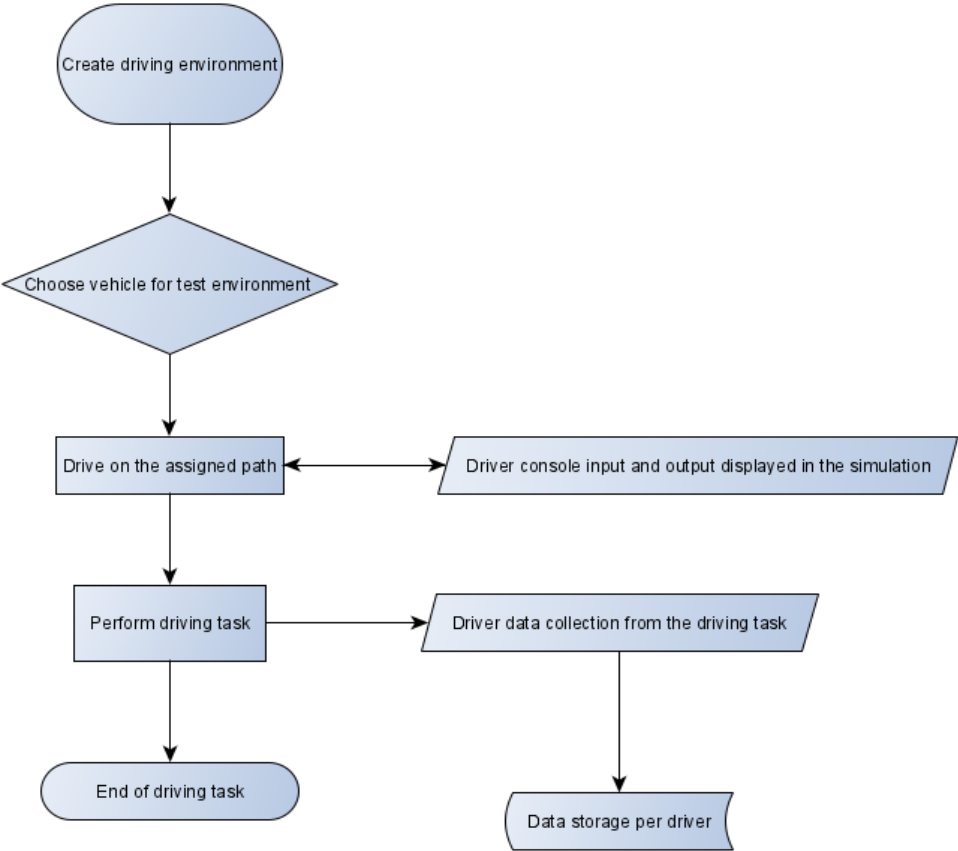 Create driving environment
Choose vehicle for test environment
Drive on the assigned path
Driver console input and output displayed in the simulation
Perform driving task
Driver data collection from the driving task
End of driving task
Data storage per driver